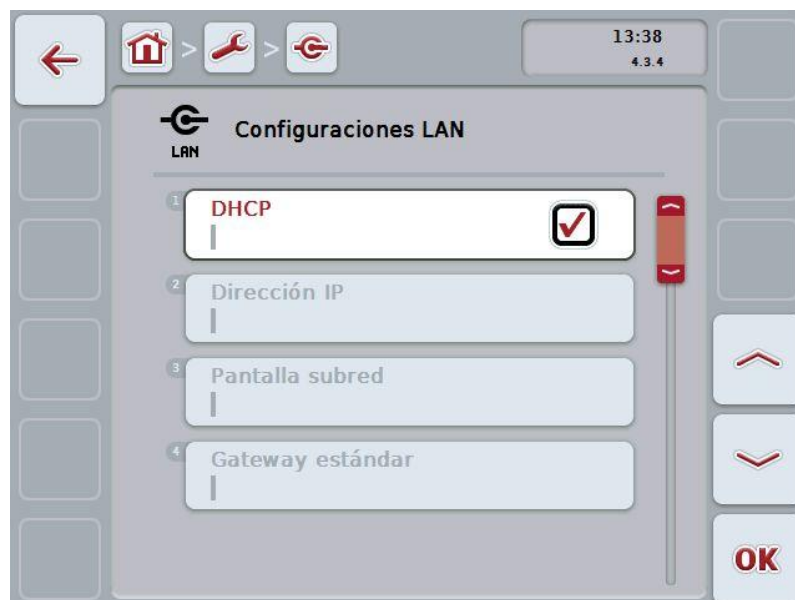 > >
13:38
4.3.4
LAN
Configuraciones LAN
1
DHCP
2
Dirección IP
3
Pantalla subred
4
Gateway estándar
OK